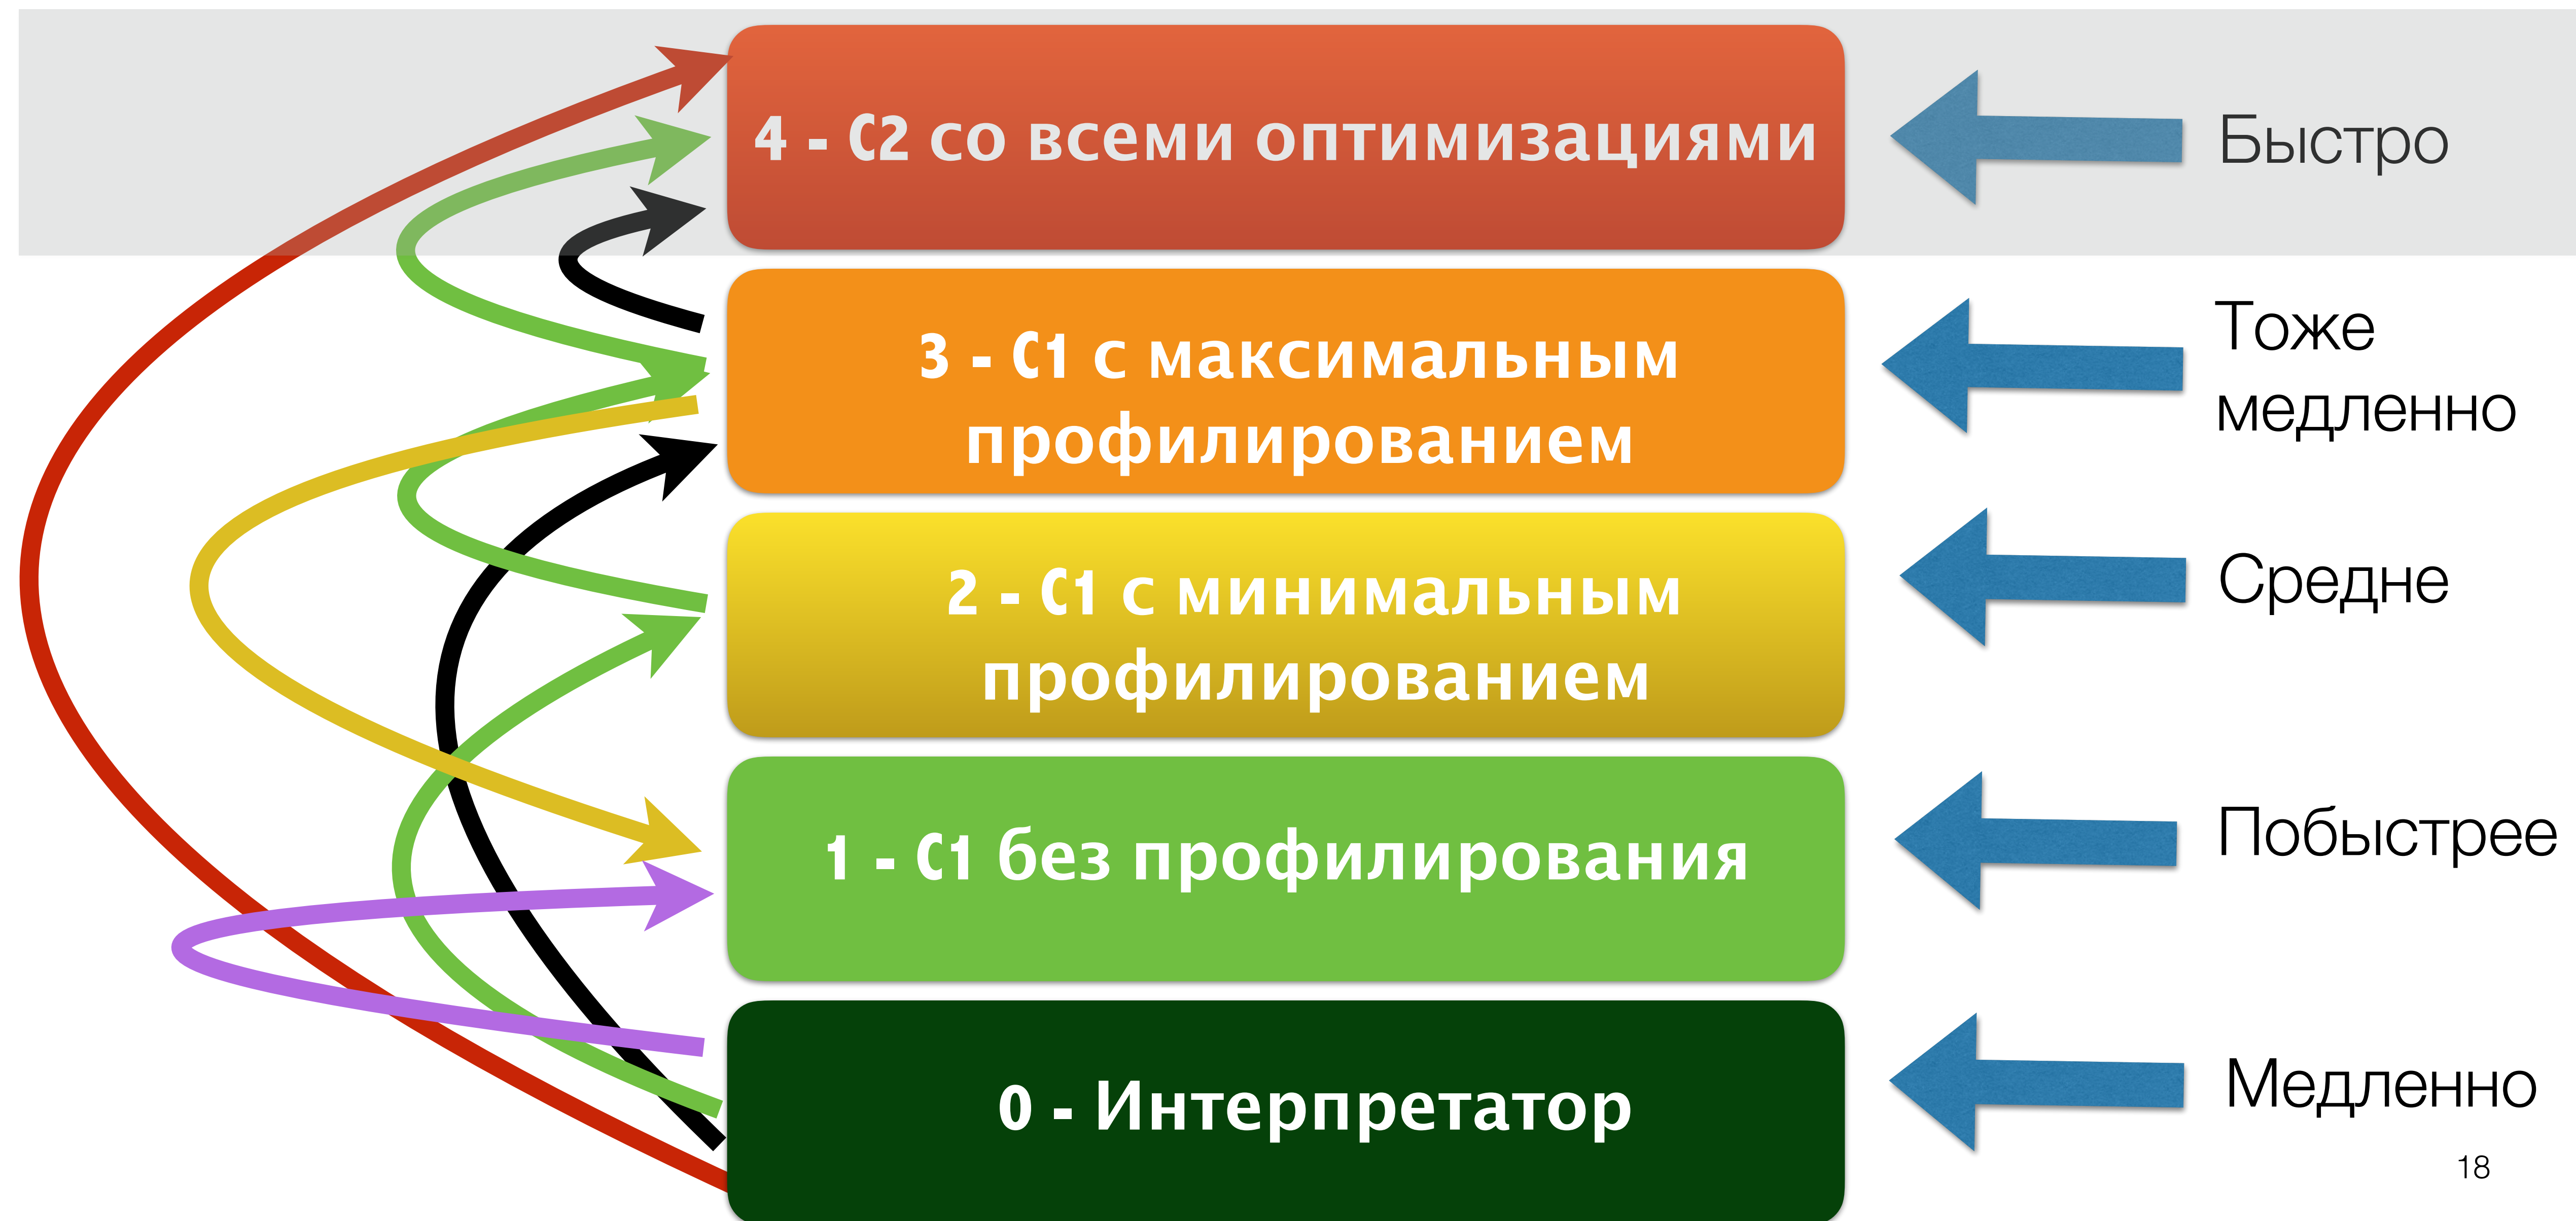 4 - C2 со всеми оптимизациями
Быстро
3 - C1 с максимальным
профилированием
Тоже
медленно
2 - C1 с минимальным
профилированием
Средне
1 - C1 без профилирования
Побыстрее
0 - Интерпретатор
Медленно
18